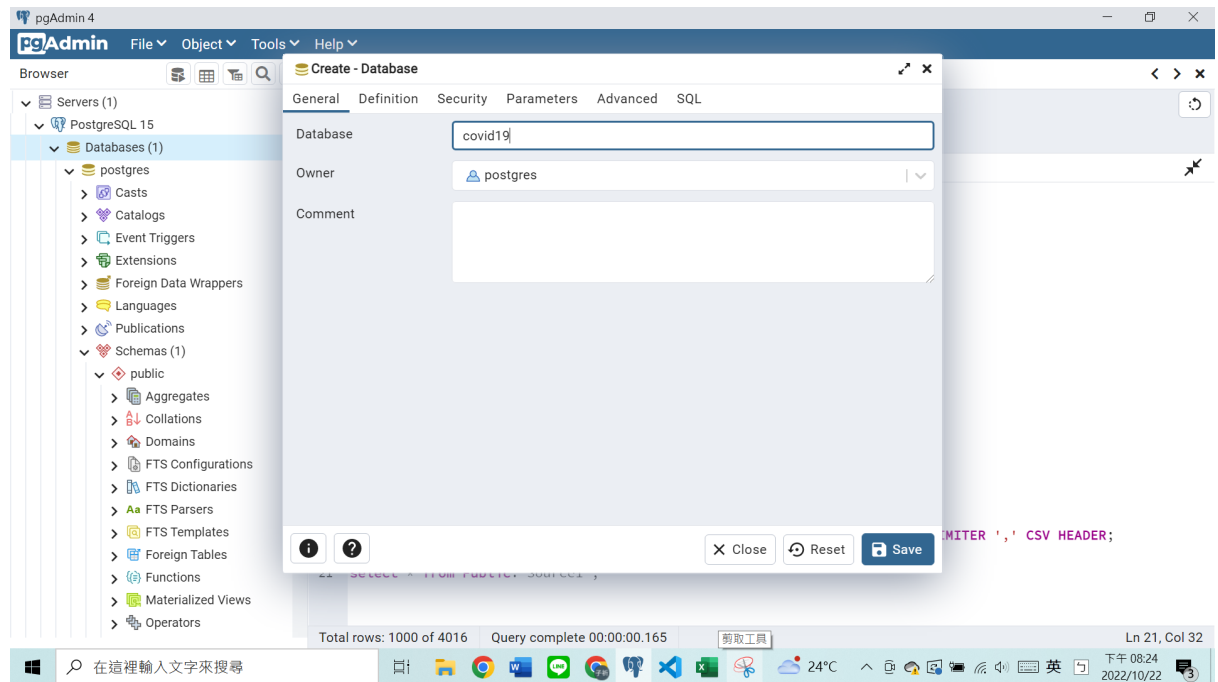 pgAdmin 4
pgAdmin File Object Tools Help
Browser
Servers (1)
PostgreSQL 15
Databases (1)
postgres
Casts
Catalogs
Event Triggers
Extensions
Foreign Data Wrappers
Languages
Publications
Schemas (1)
public
Aggregates
Collations
Domains
FTS Configurations
FTS Dictionaries
Aa FTS Parsers
FTS Templates
Foreign Tables
Functions
Materialized Views
Operators
Create - Database
General Definition Security Parameters Advanced SQL
Database covid19
Owner postgres
Comment
Close Reset Save
IMITER ',' CSV HEADER;
21 select * from Public.
Total rows: 1000 of 4016 Query complete 00:00:00.165 Ln 21, Col 32
剪取工具
在這裡輸入文字來搜尋
24°C 英 下午 08:24
2022/10/22
3